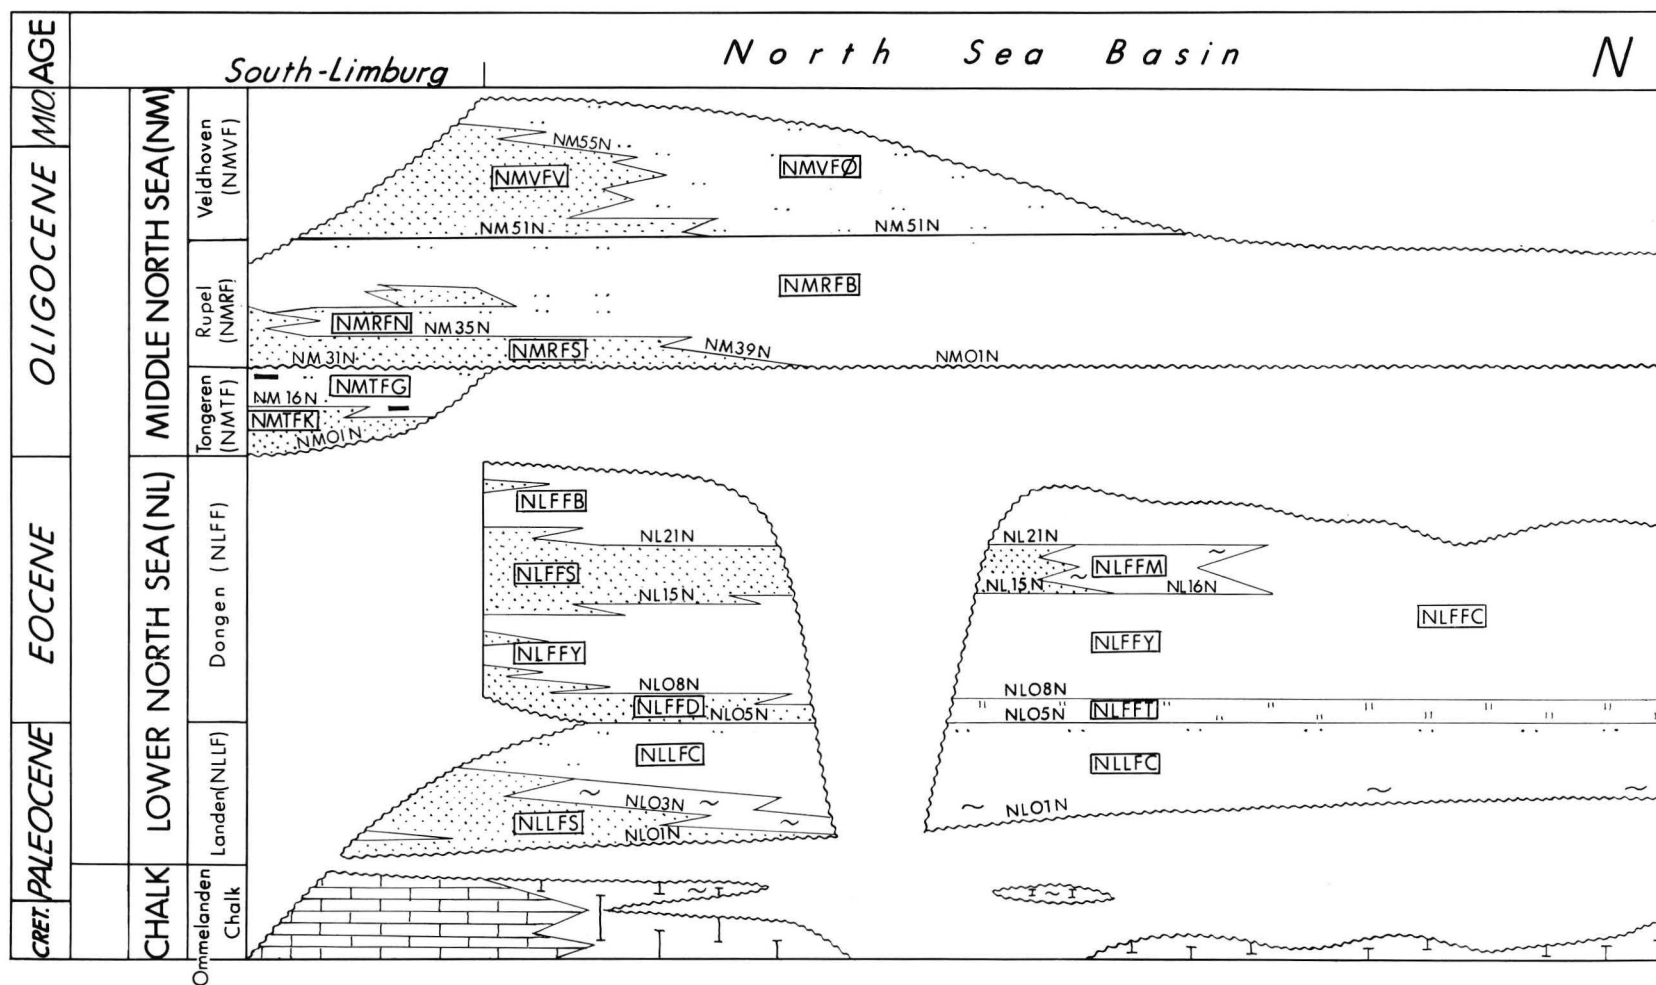 AGE
South-Limburg
North Sea Basin
N
MIO.
OLIGOCENE
EOCENE
PALEOCENE
CRET.
MIDDLE NORTH SEA (NM)
LOWER NORTH SEA (NL)
CHALK
Veldhoven
(NMVF)
Rupel
(NMRF)
Tongeren
(NMTF)
Dongen (NLFF)
Landen (NLLF)
Ommelanden
Chalk
NM55N
NMVFV
NMVFØ
NM51N
NM51N
NMRFB
NMRFN
NM35N
NMRFS
NM39N
NM31N
NM01N
NMTFG
NM16N
NMTFK
NM01N
NLFFB
NL21N
NL21N
NLFFS
NLFFM
NL15N
NL15N
NL16N
NLFFC
NLFFY
NLFFY
NL08N
NL08N
NLFFD
NL05N
NL05N
NLFFT
NLLFC
NLLFC
NL03N
NL01N
NLLFS
NL01N